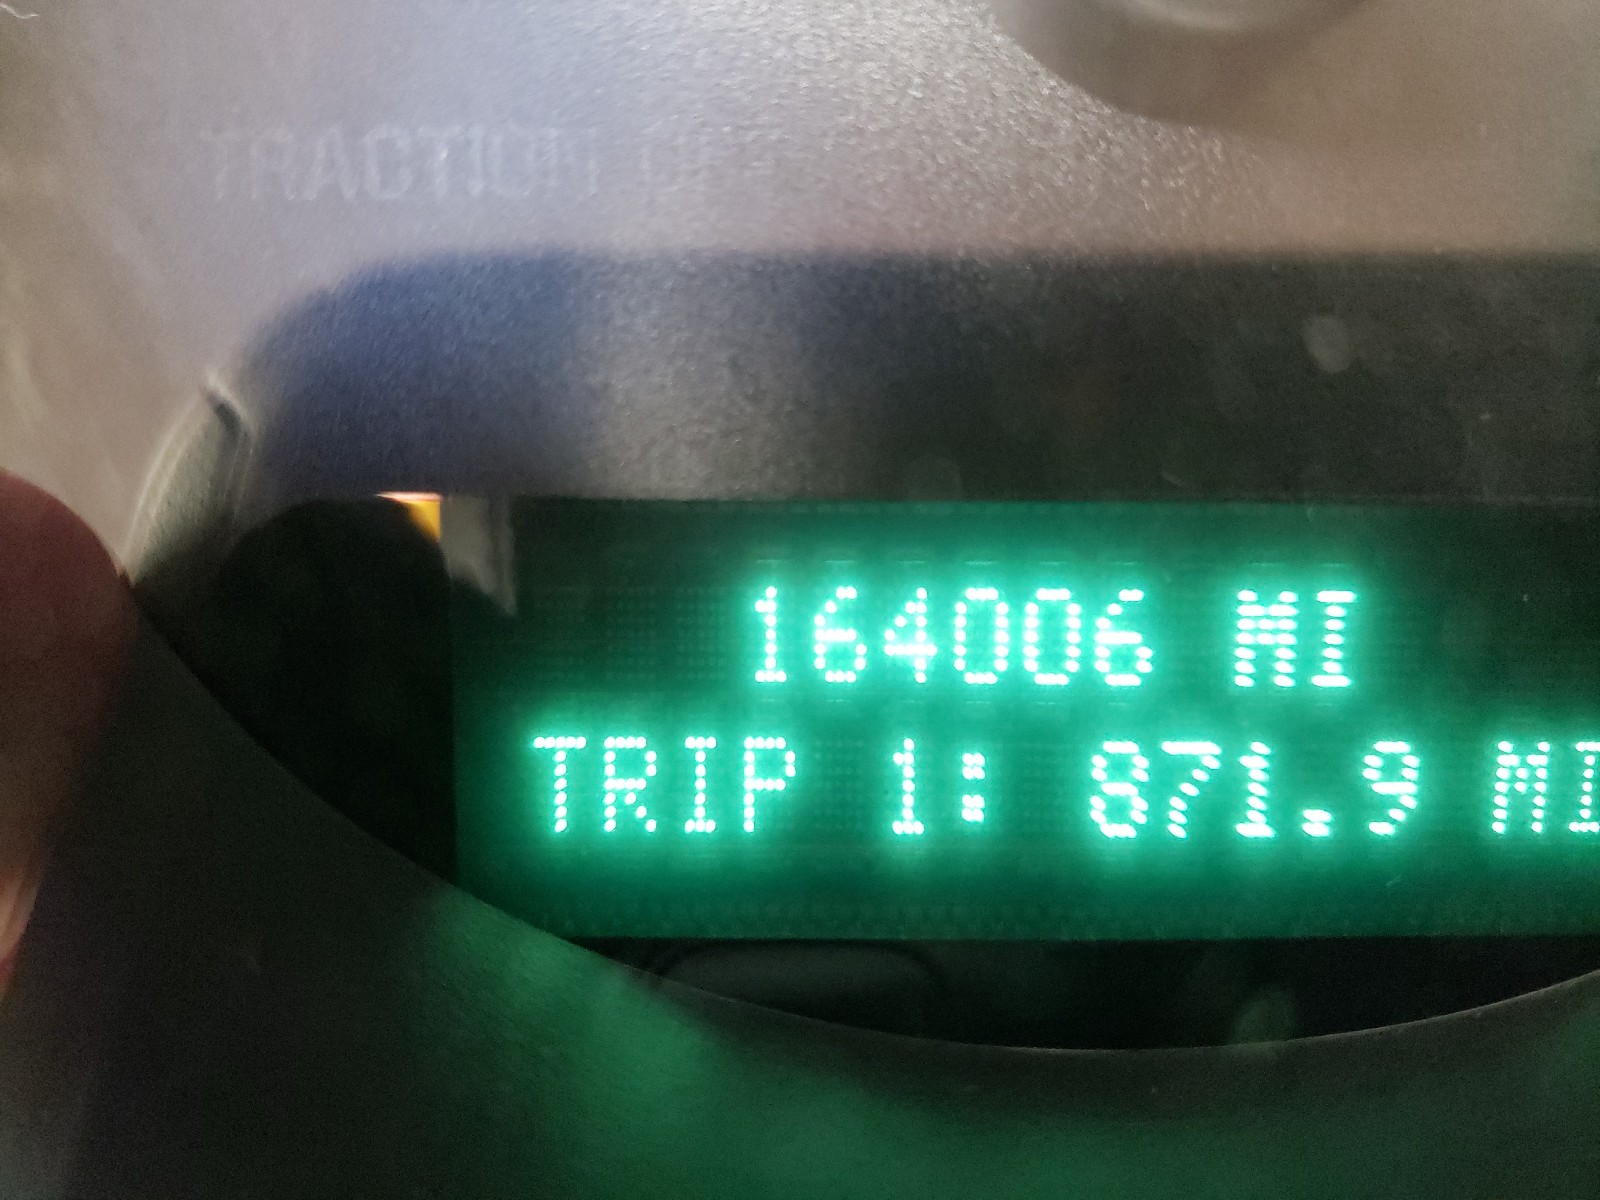 TRACTION
164006 MI
TRIP 1: 871.9 MI